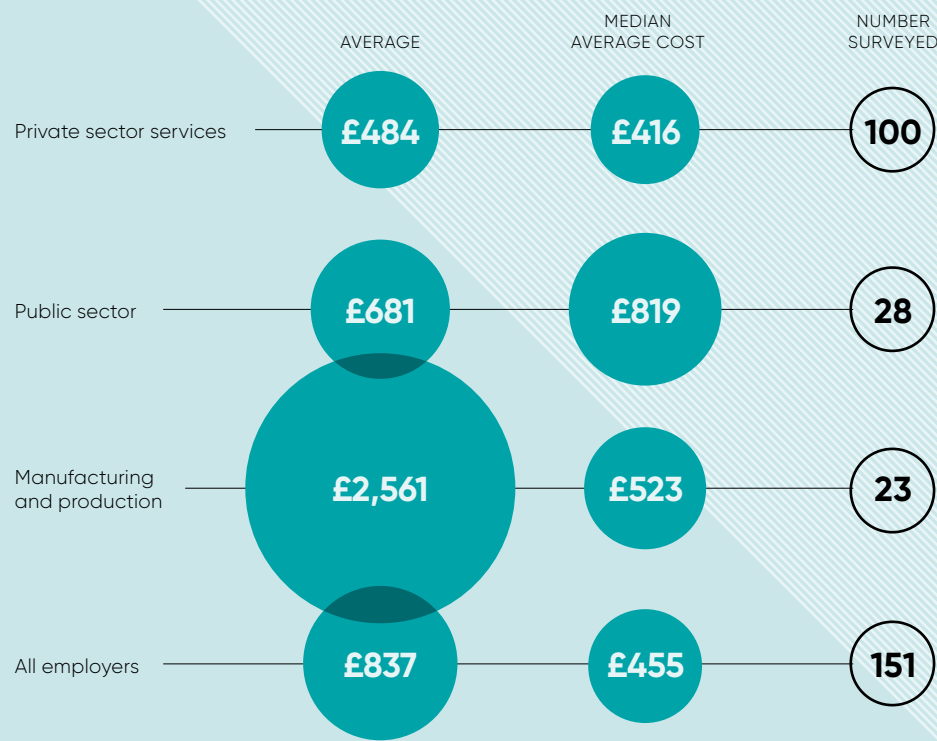 AVERAGE
MEDIAN
AVERAGE COST
NUMBER
SURVEYED
Private sector services
£484
£416
100
Public sector
£681
£819
28
Manufacturing
and production
£2,561
£523
23
All employers
£837
£455
151